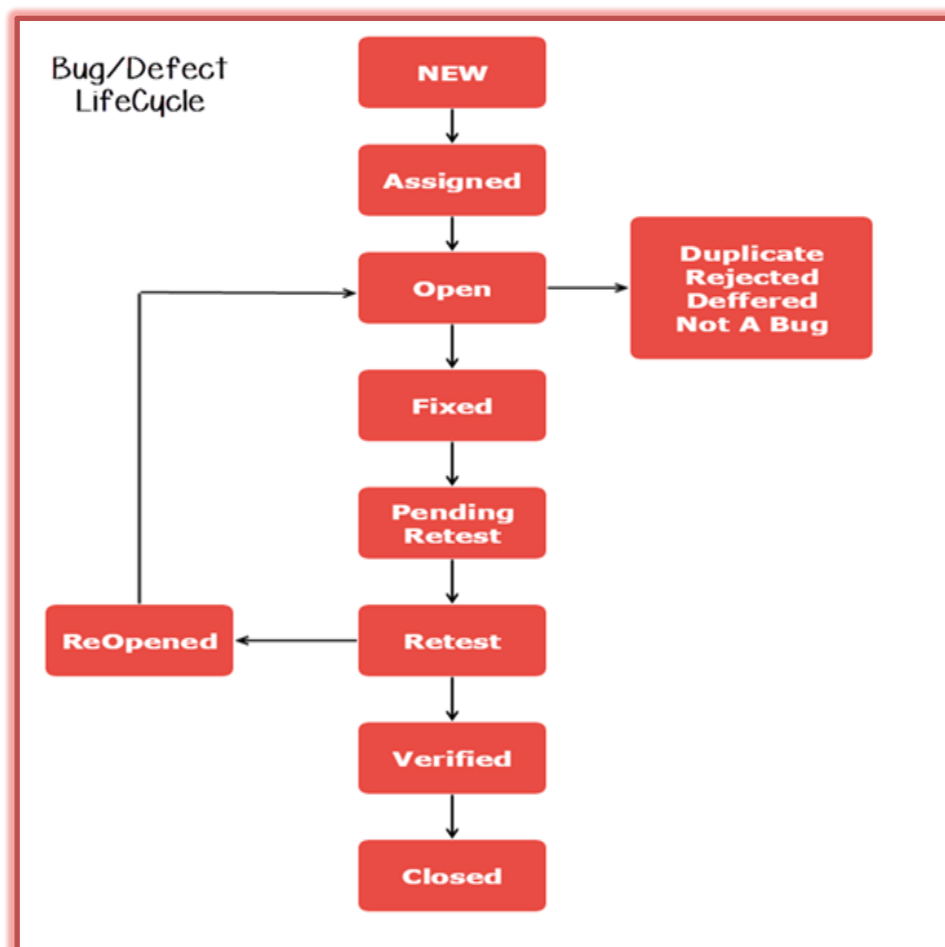 Bug/Defect
LifeCycle
NEW
Assigned
Open
Duplicate
Rejected
Deffered
Not A Bug
Fixed
Pending
Retest
ReOpened
Retest
Verified
Closed